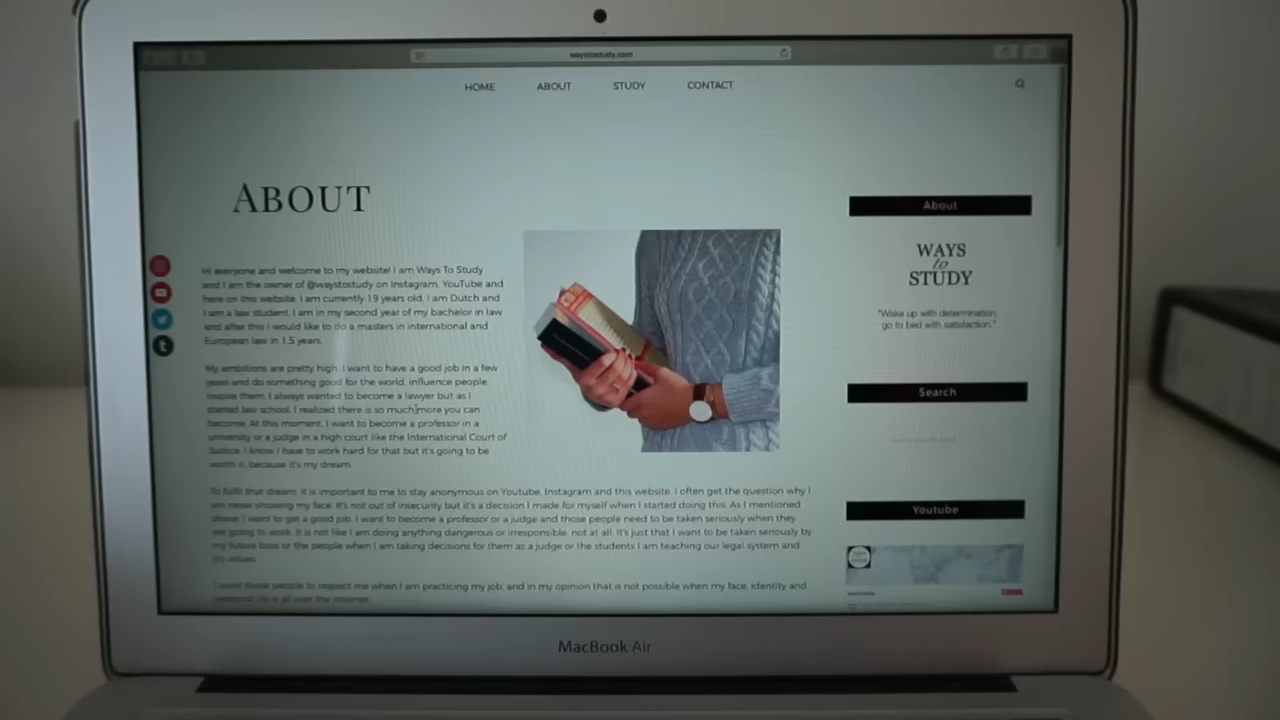 waystostudy.com
HOME ABOUT STUDY CONTACT
ABOUT
Hi everyone and welcome to my website! I am Ways To Study
and I am the owner of @waystostudy on Instagram, YouTube and
here on this website. I am currently 19 years old, I am Dutch and
I am a law student. I am in my second year of my bachelor in law
and after this I would like to do a masters in international and
European law in 1,5 years.
My ambitions are pretty high. I want to have a good job in a few
years and do something good for the world, influence people,
inspire them. I always wanted to become a lawyer but as I
started law school, I realized there is so much more you can
become. At this moment, I want to become a professor in a
university or a judge in a high court like the International Court of
Justice. I know I have to work hard for that but it's going to be
worth it, because it's my dream.
To fulfil that dream, it is important to me to stay anonymous on Youtube, Instagram and this website. I often get the question why I
am never showing my face. It's not out of insecurity but it's a decision I made for myself when I started doing this. As I mentioned
above, I want to get a good job. I want to become a professor or a judge and those people need to be taken seriously when they
are going to work. It is not like I am doing anything dangerous or irresponsible, not at all. It's just that I want to be taken seriously by
my future boss or the people when I am taking decisions for them as a judge or the students I am teaching our legal system and
it's values.
I want those people to respect me when I am practicing my job, and in my opinion that is not possible when my face, identity and
personal life is all over the internet.
About
WAYS
to
STUDY
"Wake up with determination,
go to bed with satisfaction."
Search
Youtube
MacBook Air